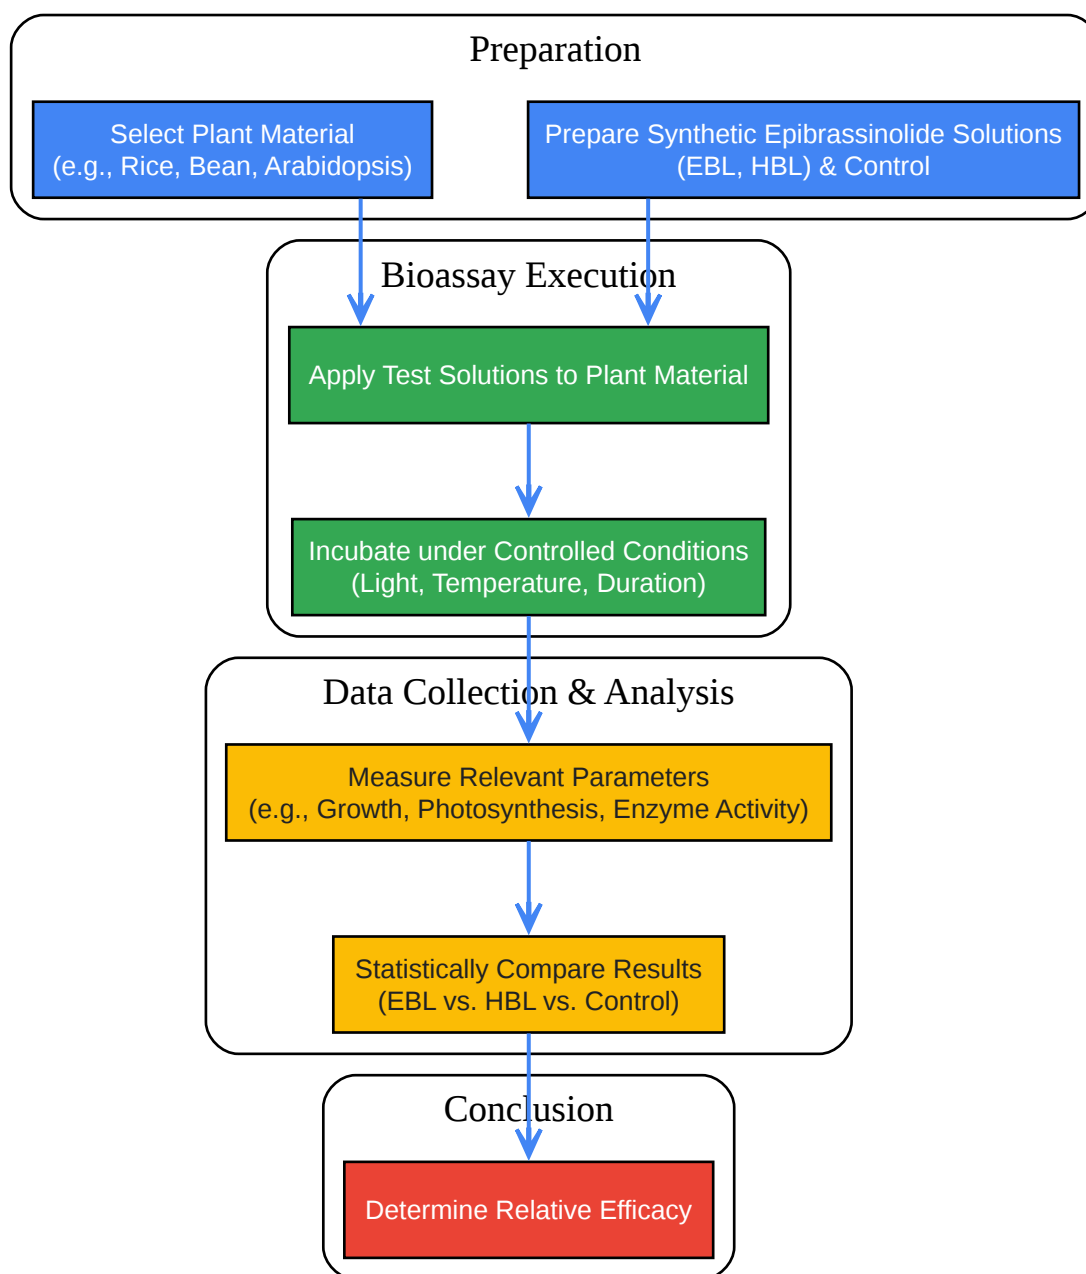 Preparation
Select Plant Material
(e.g., Rice, Bean, Arabidopsis)
Prepare Synthetic Epibrassinolide Solutions
(EBL, HBL) & Control
Bioassay Execution
Apply Test Solutions to Plant Material
Incubate under Controlled Conditions
(Light, Temperature, Duration)
Data Collection & Analysis
Measure Relevant Parameters
(e.g., Growth, Photosynthesis, Enzyme Activity)
Statistically Compare Results
(EBL vs. HBL vs. Control)
Conclusion
Determine Relative Efficacy